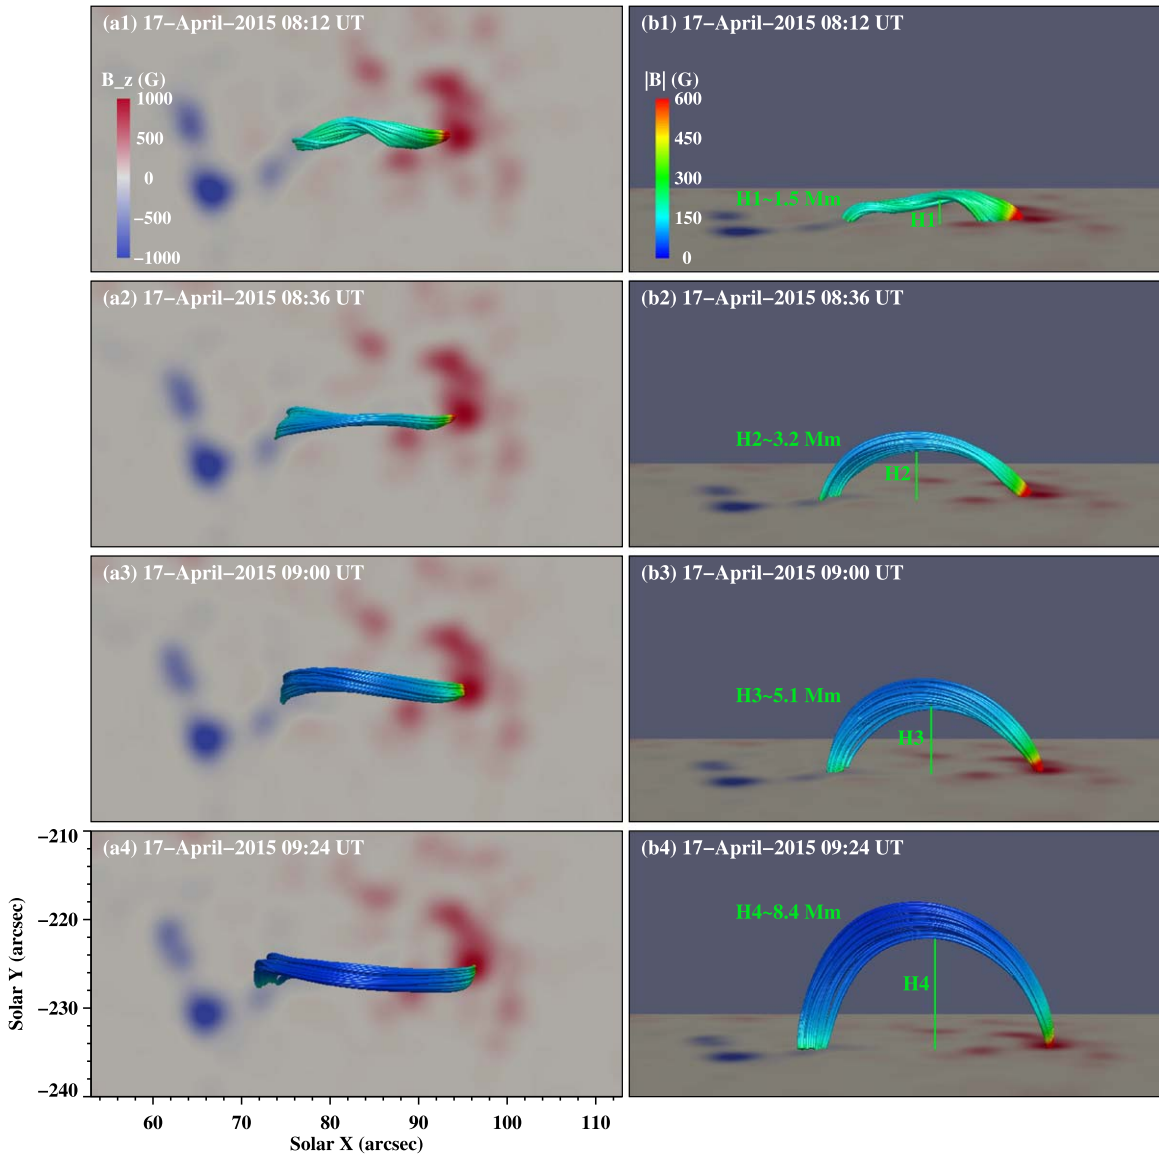 (a1) 17−April−2015 08:12 UT
B_z (G)
1000
500
0
−500
−1000
(b1) 17−April−2015 08:12 UT
|B| (G)
600
450
300
150
0
H1~1.5 Mm
H1
(a2) 17−April−2015 08:36 UT
(b2) 17−April−2015 08:36 UT
H2~3.2 Mm
H2
(a3) 17−April−2015 09:00 UT
(b3) 17−April−2015 09:00 UT
H3~5.1 Mm
H3
(a4) 17−April−2015 09:24 UT
−210
−220
−230
−240
Solar Y (arcsec)
60 70 80 90 100 110
Solar X (arcsec)
(b4) 17−April−2015 09:24 UT
H4~8.4 Mm
H4